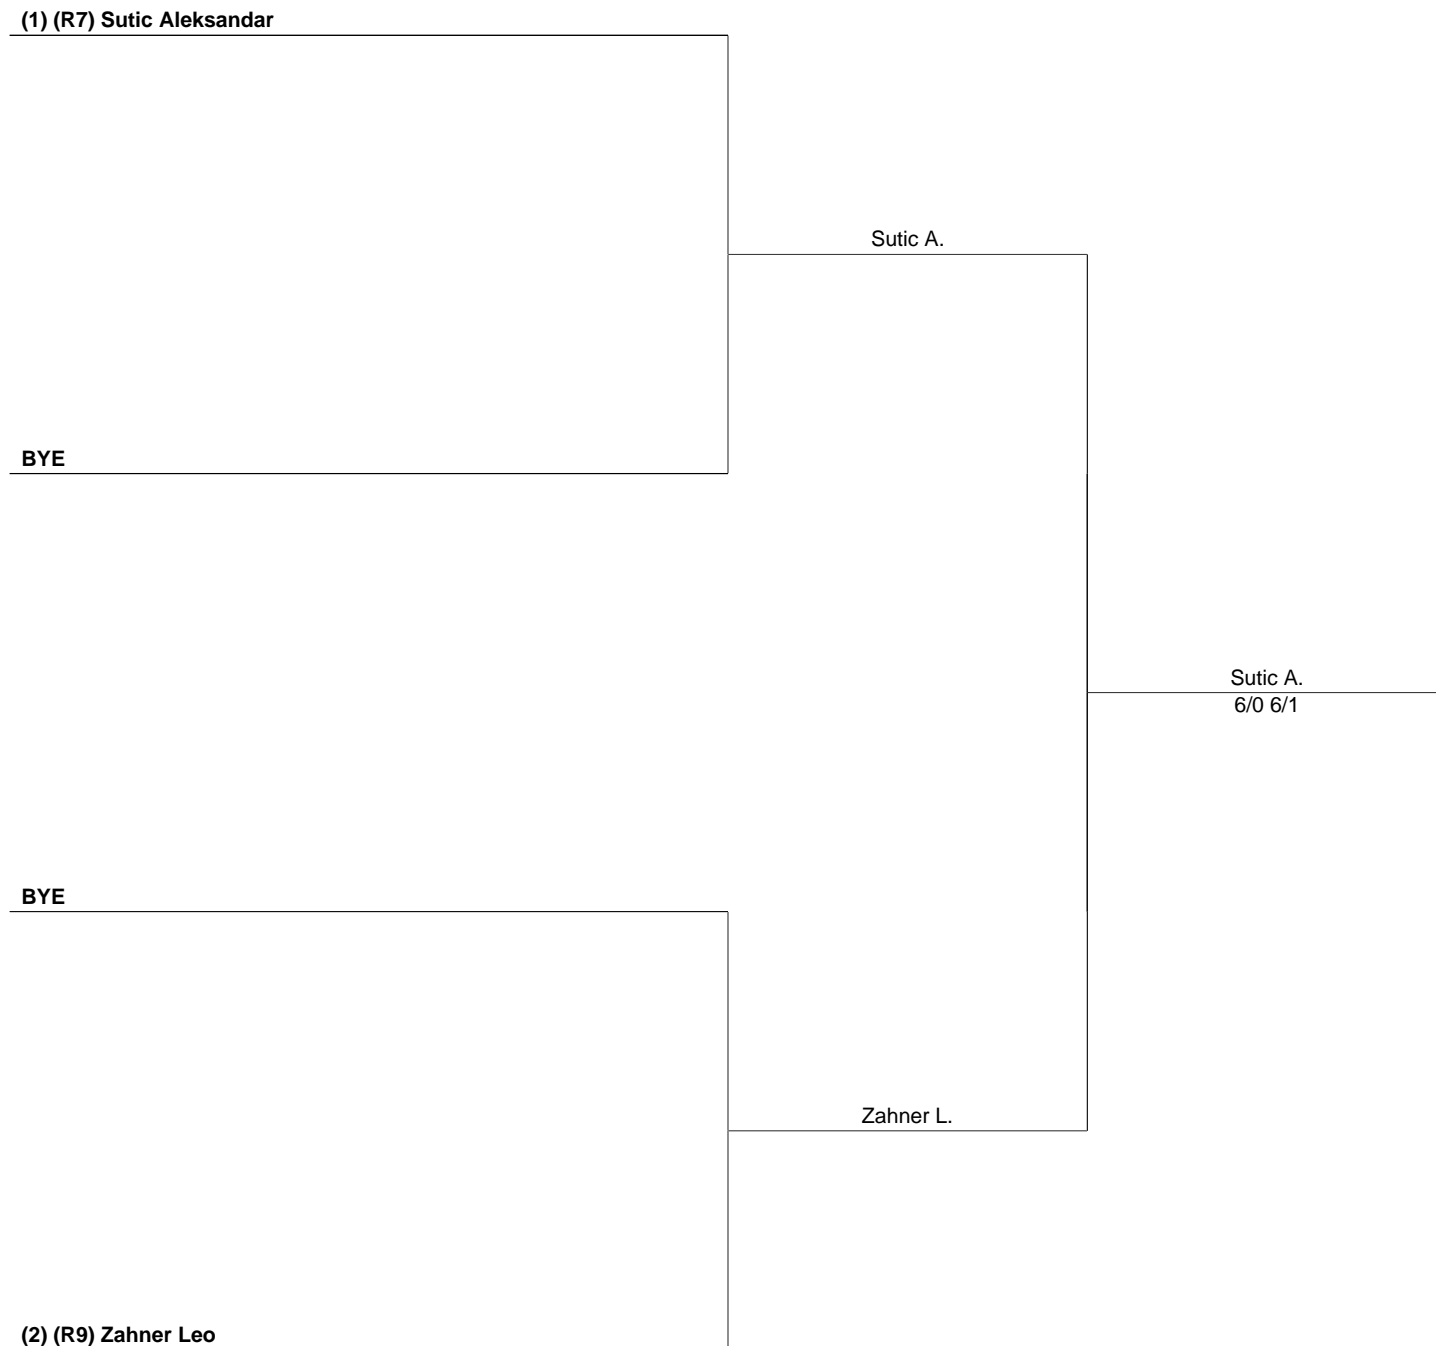 (1) (R7) Sutic Aleksandar
Sutic A.
BYE
Sutic A.
6/0 6/1
BYE
Zahner L.
(2) (R9) Zahner Leo